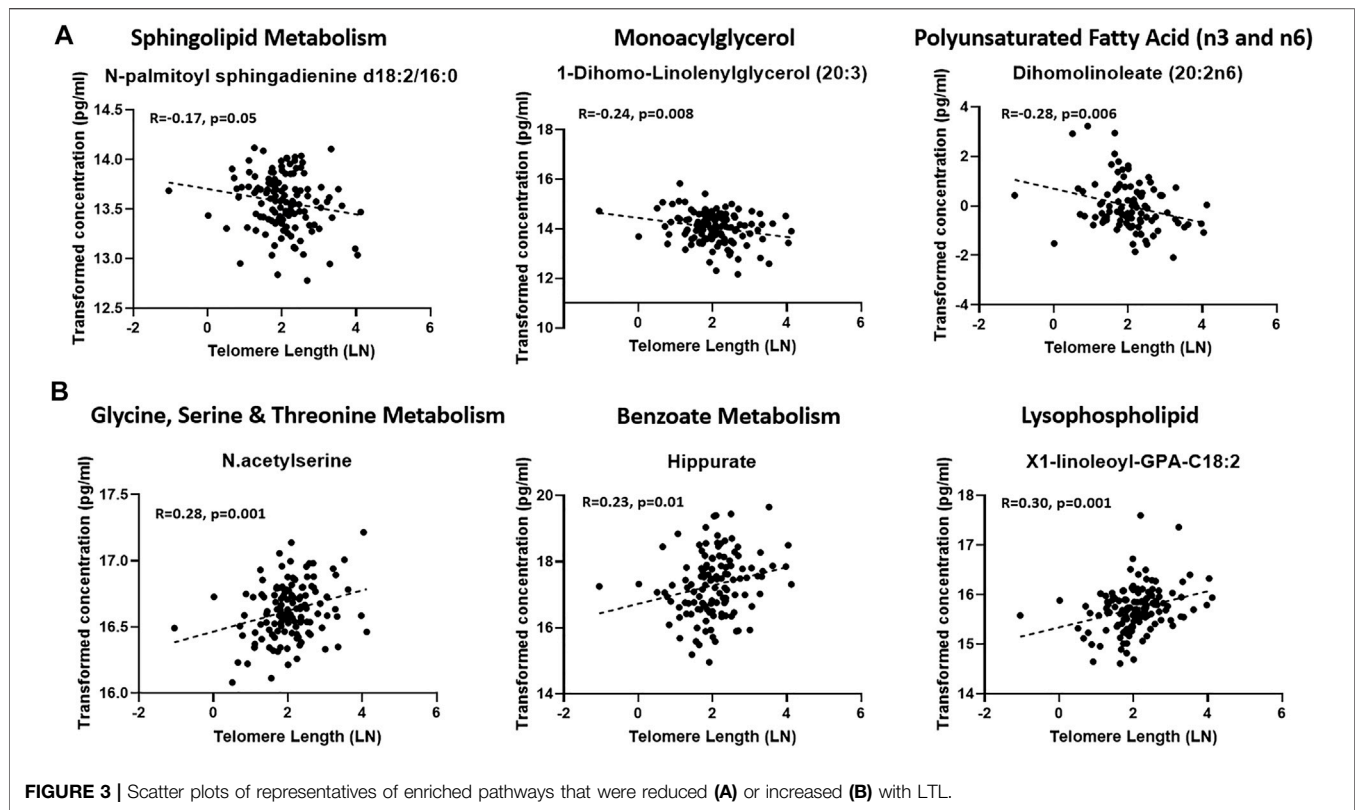 A
Sphingolipid Metabolism
N-palmitoyl sphingadienine d18:2/16:0
R=-0.17, p=0.05
Transformed concentration (pg/ml)
14.5
14.0
13.5
13.0
12.5
-2 0 2 4 6
Telomere Length (LN)
Monoacylglycerol
1-Dihomo-Linolenylglycerol (20:3)
R=-0.24, p=0.008
Transformed concentration (pg/ml)
18
16
14
12
10
-2 0 2 4 6
Telomere Length (LN)
Polyunsaturated Fatty Acid (n3 and n6)
Dihomolinoleate (20:2n6)
R=-0.28, p=0.006
Transformed concentration (pg/ml)
4
2
0
-2
-4
-2 0 2 4 6
Telomere Length (LN)
B
Glycine, Serine & Threonine Metabolism
N.acetylserine
R=0.28, p=0.001
Transformed concentration (pg/ml)
17.5
17.0
16.5
16.0
-2 0 2 4 6
Telomere Length (LN)
Benzoate Metabolism
Hippurate
R=0.23, p=0.01
Transformed concentration (pg/ml)
20
18
16
14
-2 0 2 4 6
Telomere Length (LN)
Lysophospholipid
X1-linoleoyl-GPA-C18:2
R=0.30, p=0.001
Transformed concentration (pg/ml)
18
17
16
15
14
-2 0 2 4 6
Telomere Length (LN)
FIGURE 3 | Scatter plots of representatives of enriched pathways that were reduced (A) or increased (B) with LTL.